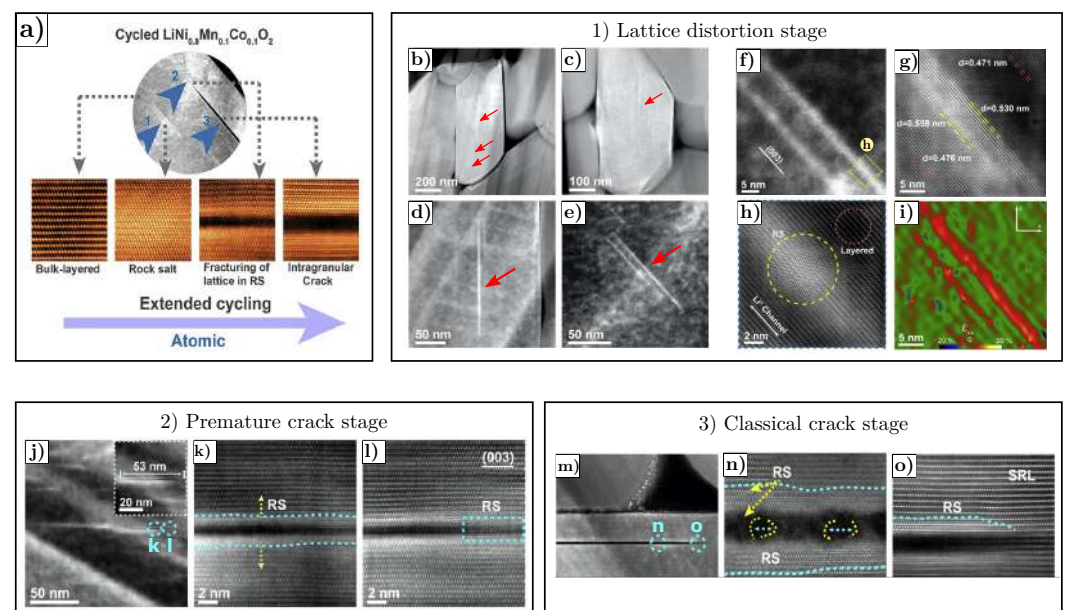 a)
Cycled LiNi0.8Mn0.1Co0.1O2
2
1
3
Bulk-layered
Rock salt
Fracturing of
lattice in RS
Intagranular
Crack
Extended cycling
Atomic
1) Lattice distortion stage
b)
200 nm
c)
100 nm
d)
50 nm
e)
50 nm
f)
(003)
h
5 nm
g)
d=0.471 nm
d=0.530 nm
d=0.476 nm
5 nm
h)
RS
Layered
Li+ Channel
2 nm
i)
5 nm
2) Premature crack stage
j)
53 nm
20 nm
k l
50 nm
k)
RS
2 nm
l)
(003)
RS
2 nm
3) Classical crack stage
m)
n o
n)
RS
RS
o)
SRL
RS